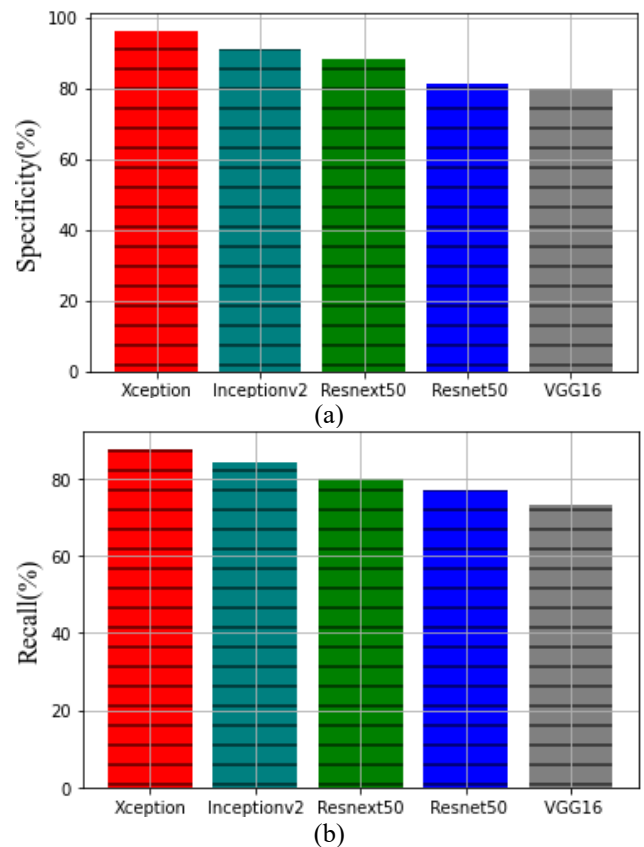 100
80
60
40
20
0
Specificity(%)
Xception Inceptionv2 Resnext50 Resnet50 VGG16
(a)
80
60
40
20
0
Recall(%)
Xception Inceptionv2 Resnext50 Resnet50 VGG16
(b)